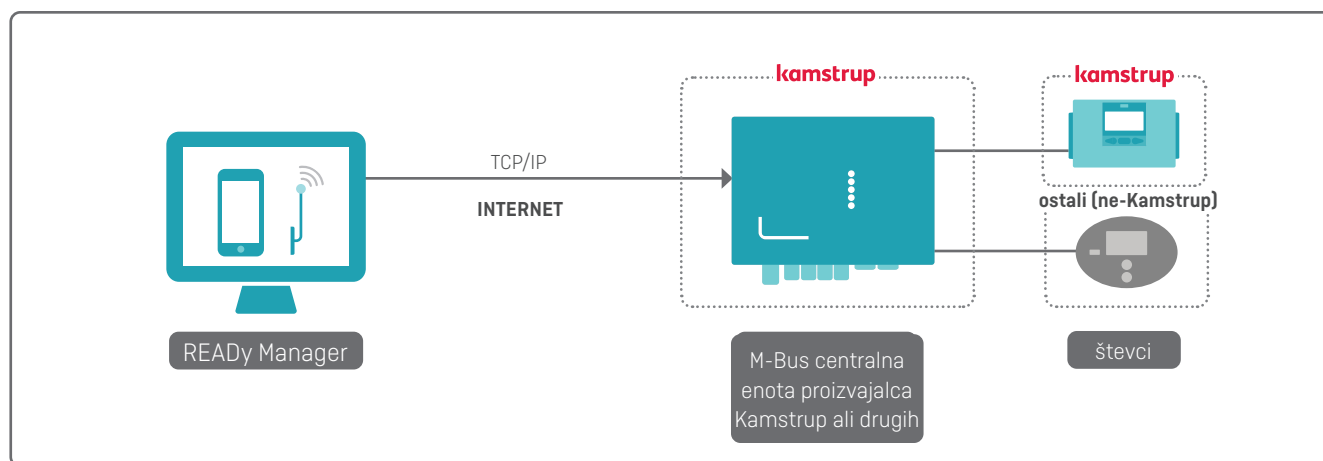 kamstrup
kamstrup
TCP/IP
INTERNET
ostali (ne-Kamstrup)
READy Manager
M-Bus centralna
enota proizvajalca
Kamstrup ali drugih
števci